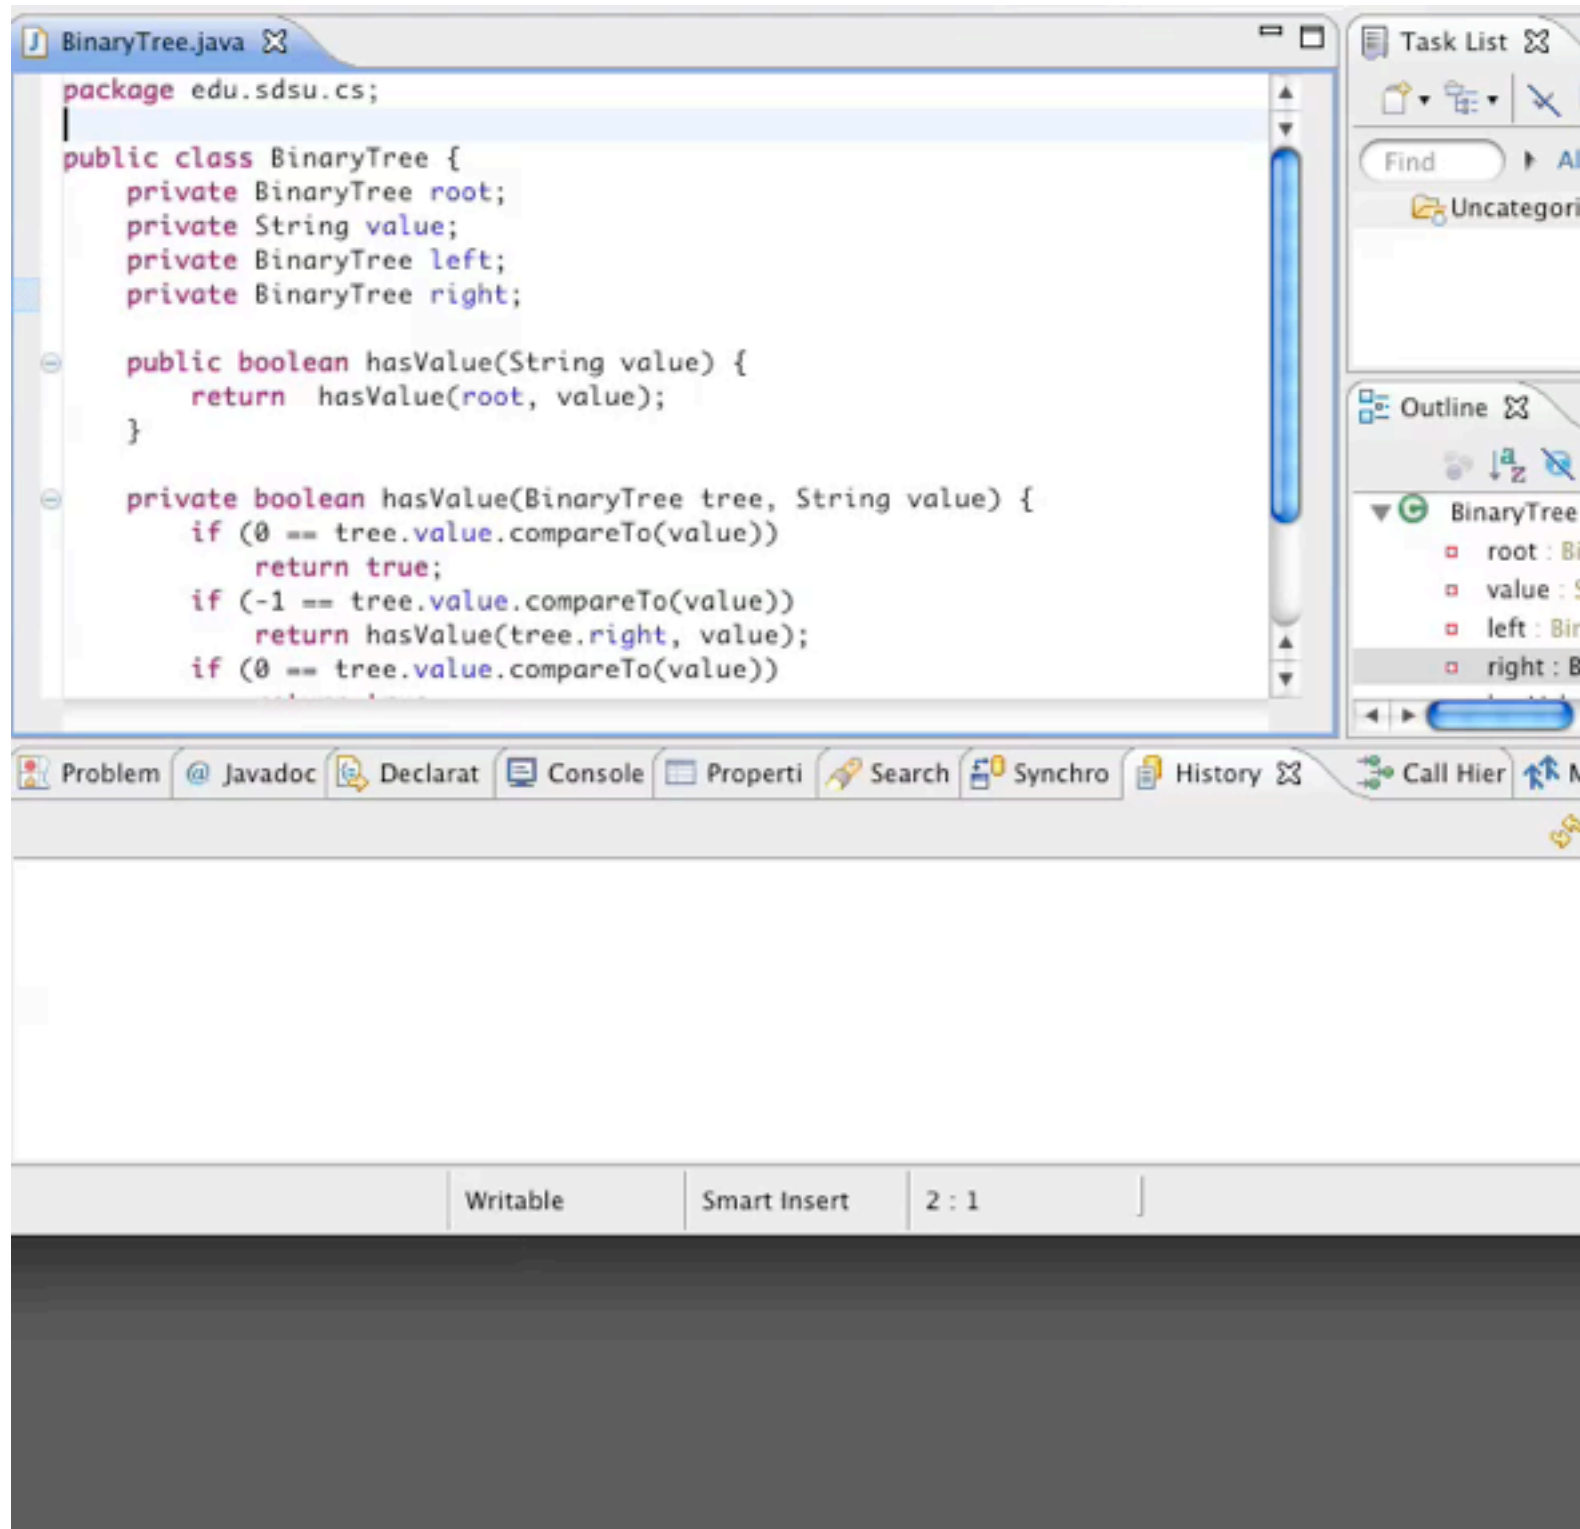 BinaryTree.java
package edu.sdsu.cs;
public class BinaryTree {
    private BinaryTree root;
    private String value;
    private BinaryTree left;
    private BinaryTree right;
    public boolean hasValue(String value) {
        return  hasValue(root, value);
    }
    private boolean hasValue(BinaryTree tree, String value) {
        if (0 == tree.value.compareTo(value))
            return true;
        if (-1 == tree.value.compareTo(value))
            return hasValue(tree.right, value);
        if (0 == tree.value.compareTo(value))
Task List
Find
Outline
BinaryTree
root :
value :
left :
right :
Problem @ Javadoc Declarat Console Properti Search Synchro History Call Hier
Writable Smart Insert 2 : 1